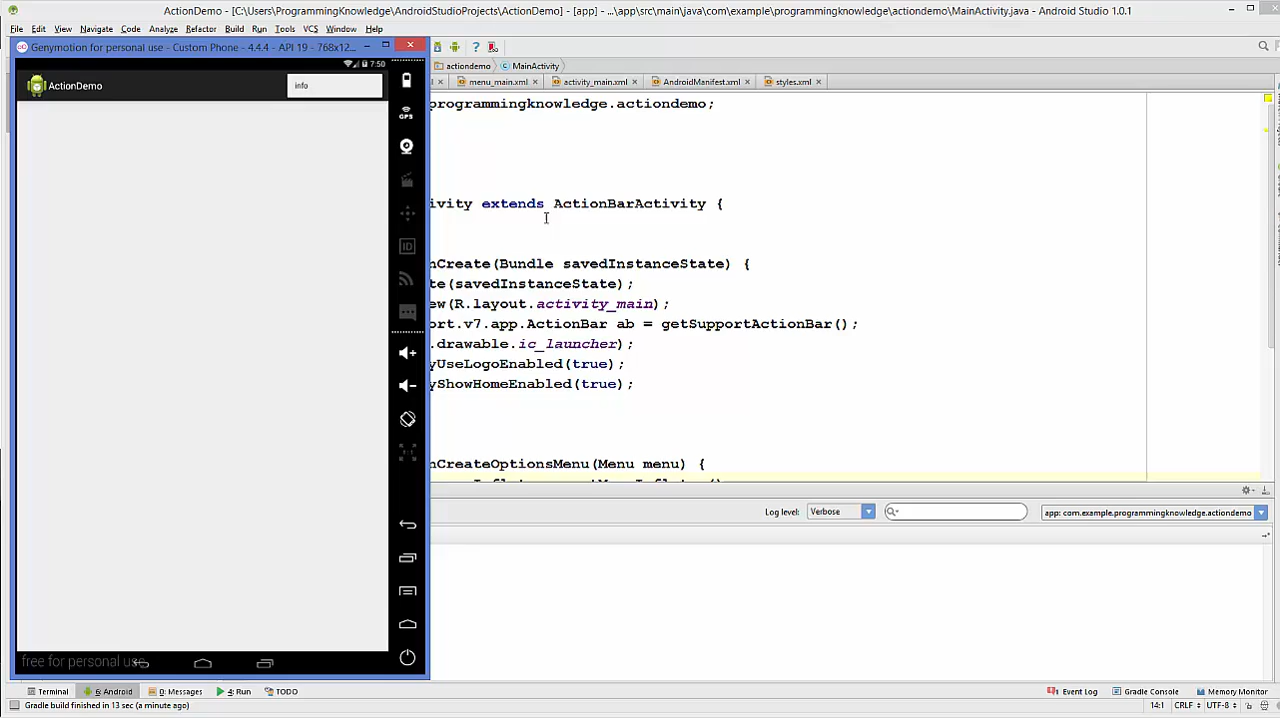 ActionDemo - [C:\Users\ProgrammingKnowledge\AndroidStudioProjects\ActionDemo] - [app] - ...\app\src\main\java\com\example\programmingknowledge\actiondemo\MainActivity.java - Android Studio 1.0.1
File Edit View Navigate Code Analyze Refactor Build Run Tools VCS Window Help
Genymotion for personal use - Custom Phone - 4.4.4 - API 19 - 768x12...
actiondemo MainActivity
7:50
menu_main.xml activity_main.xml AndroidManifest.xml styles.xml
ActionDemo info
programmingknowledge.actiondemo;
GPS
ivity extends ActionBarActivity {
ID
nCreate(Bundle savedInstanceState) {
te(savedInstanceState);
ew(R.layout.activity_main);
ort.v7.app.ActionBar ab = getSupportActionBar();
.drawable.ic_launcher);
yUseLogoEnabled(true);
yShowHomeEnabled(true);
nCreateOptionsMenu(Menu menu) {
Log level: Verbose app: com.example.programmingknowledge.actiondemo
free for personal use
Terminal 6: Android 0: Messages 4: Run TODO Event Log Gradle Console Memory Monitor
Gradle build finished in 13 sec (a minute ago) 14:1 CRLF UTF-8